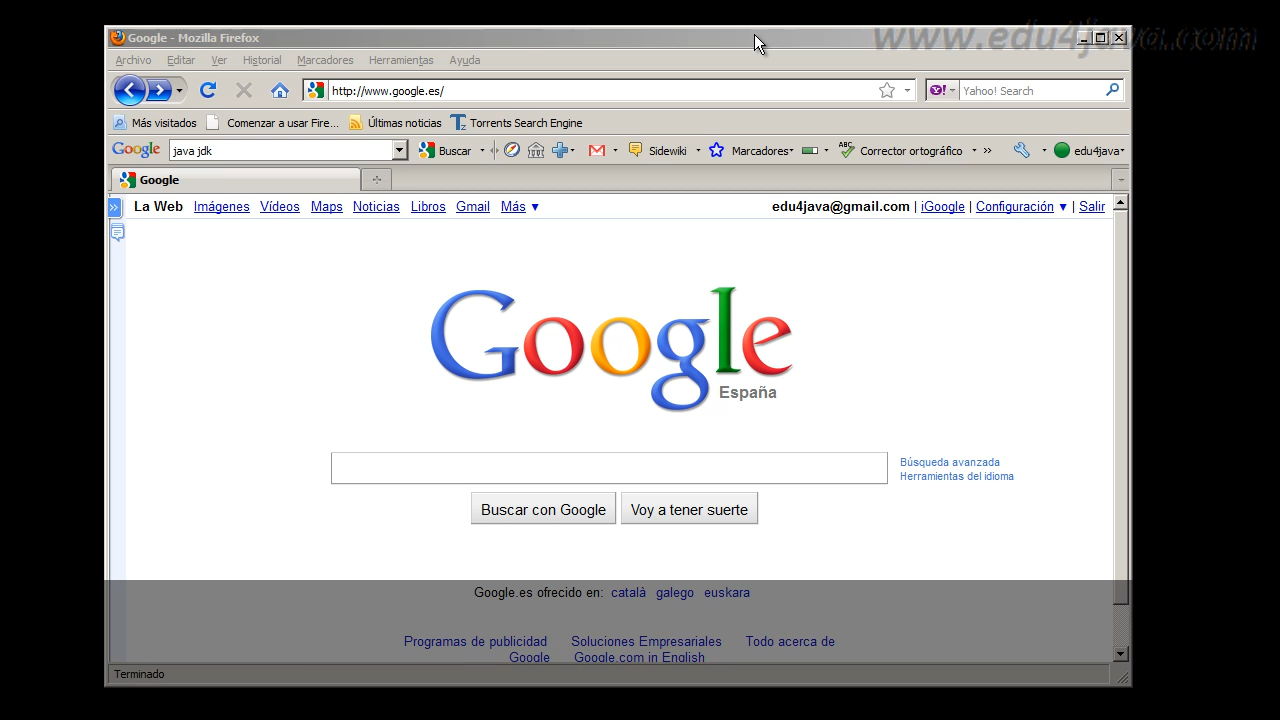 www.edu4java.com
Google - Mozilla Firefox
Archivo Editar Ver Historial Marcadores Herramientas Ayuda
http://www.google.es/ Y! Yahoo! Search
Más visitados Comenzar a usar Fire... Últimas noticias Torrents Search Engine
Google java jdk Buscar Sidewiki Marcadores ABC Corrector ortográfico » edu4java
Google
» La Web Imágenes Vídeos Maps Noticias Libros Gmail Más ▼ edu4java@gmail.com | iGoogle | Configuración ▼ | Salir
Google
España
Búsqueda avanzada
Herramientas del idioma
Buscar con Google Voy a tener suerte
Google.es ofrecido en: català galego euskara
Programas de publicidad Soluciones Empresariales Todo acerca de
Google Google.com in English
Terminado